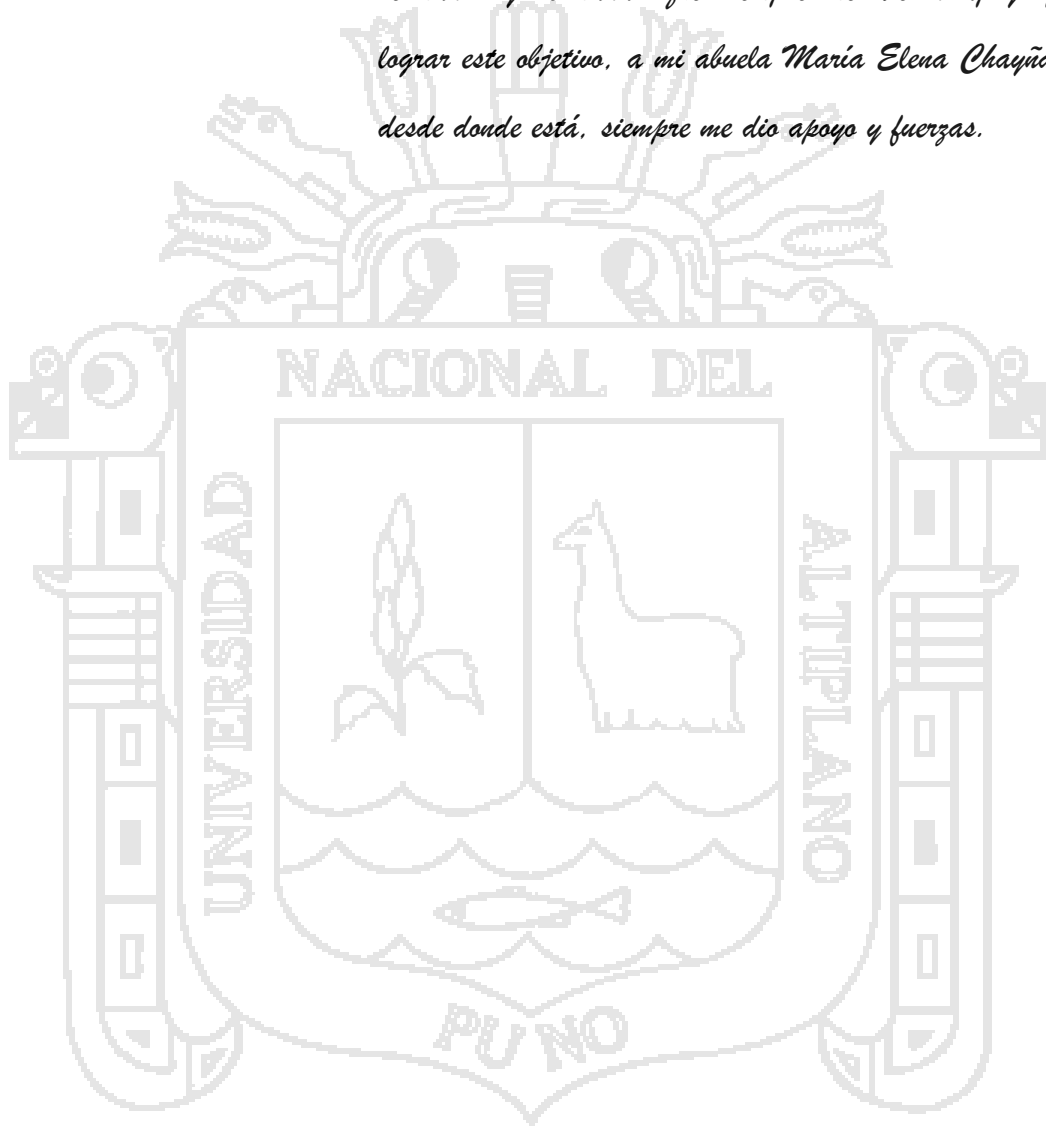 lograr este objetivo, a mi abuela María Elena Chayña
desde donde está, siempre me dio apoyo y fuerzas.
NACIONAL DEL
UNIVERSIDAD
ALTIPLANO
PUNO